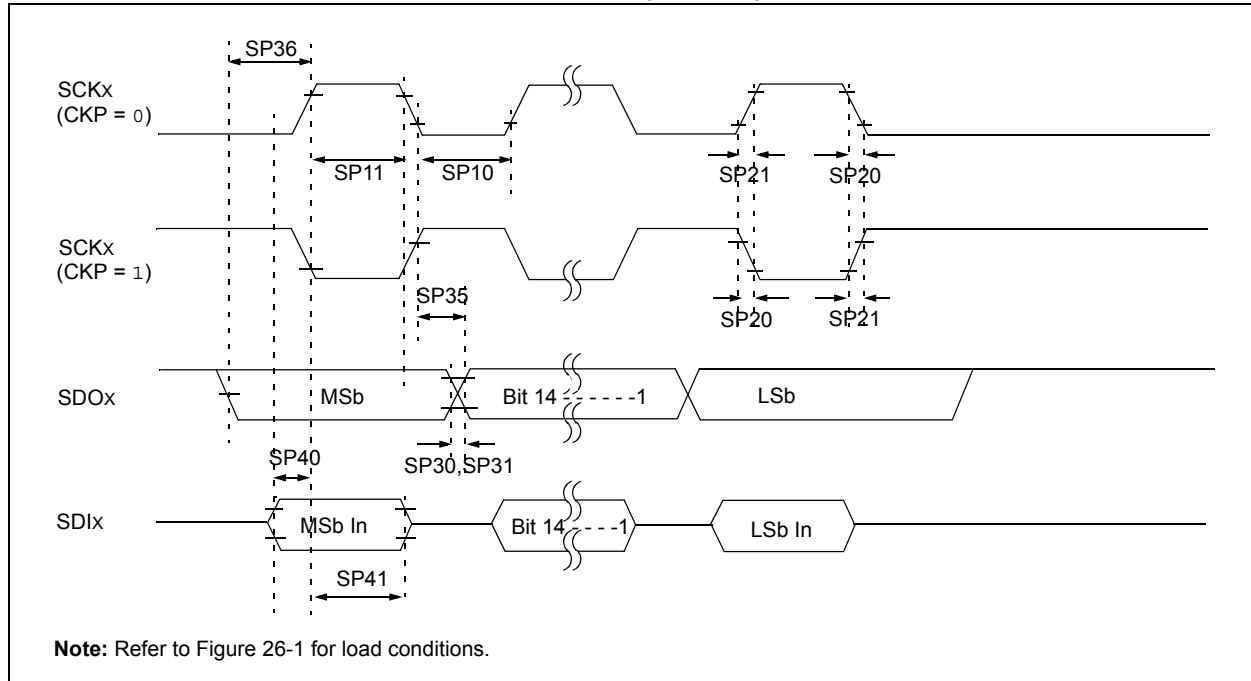 SP36
SCKx
(CKP = 0)
SP11
SP10
SP21
SP20
SCKx
(CKP = 1)
SP35
SP20
SP21
SDOx
MSb
Bit 14 - - - - - -1
LSb
SP40
SP30,SP31
SDIx
MSb In
Bit 14 - - - - -1
LSb In
SP41
Note: Refer to Figure 26-1 for load conditions.